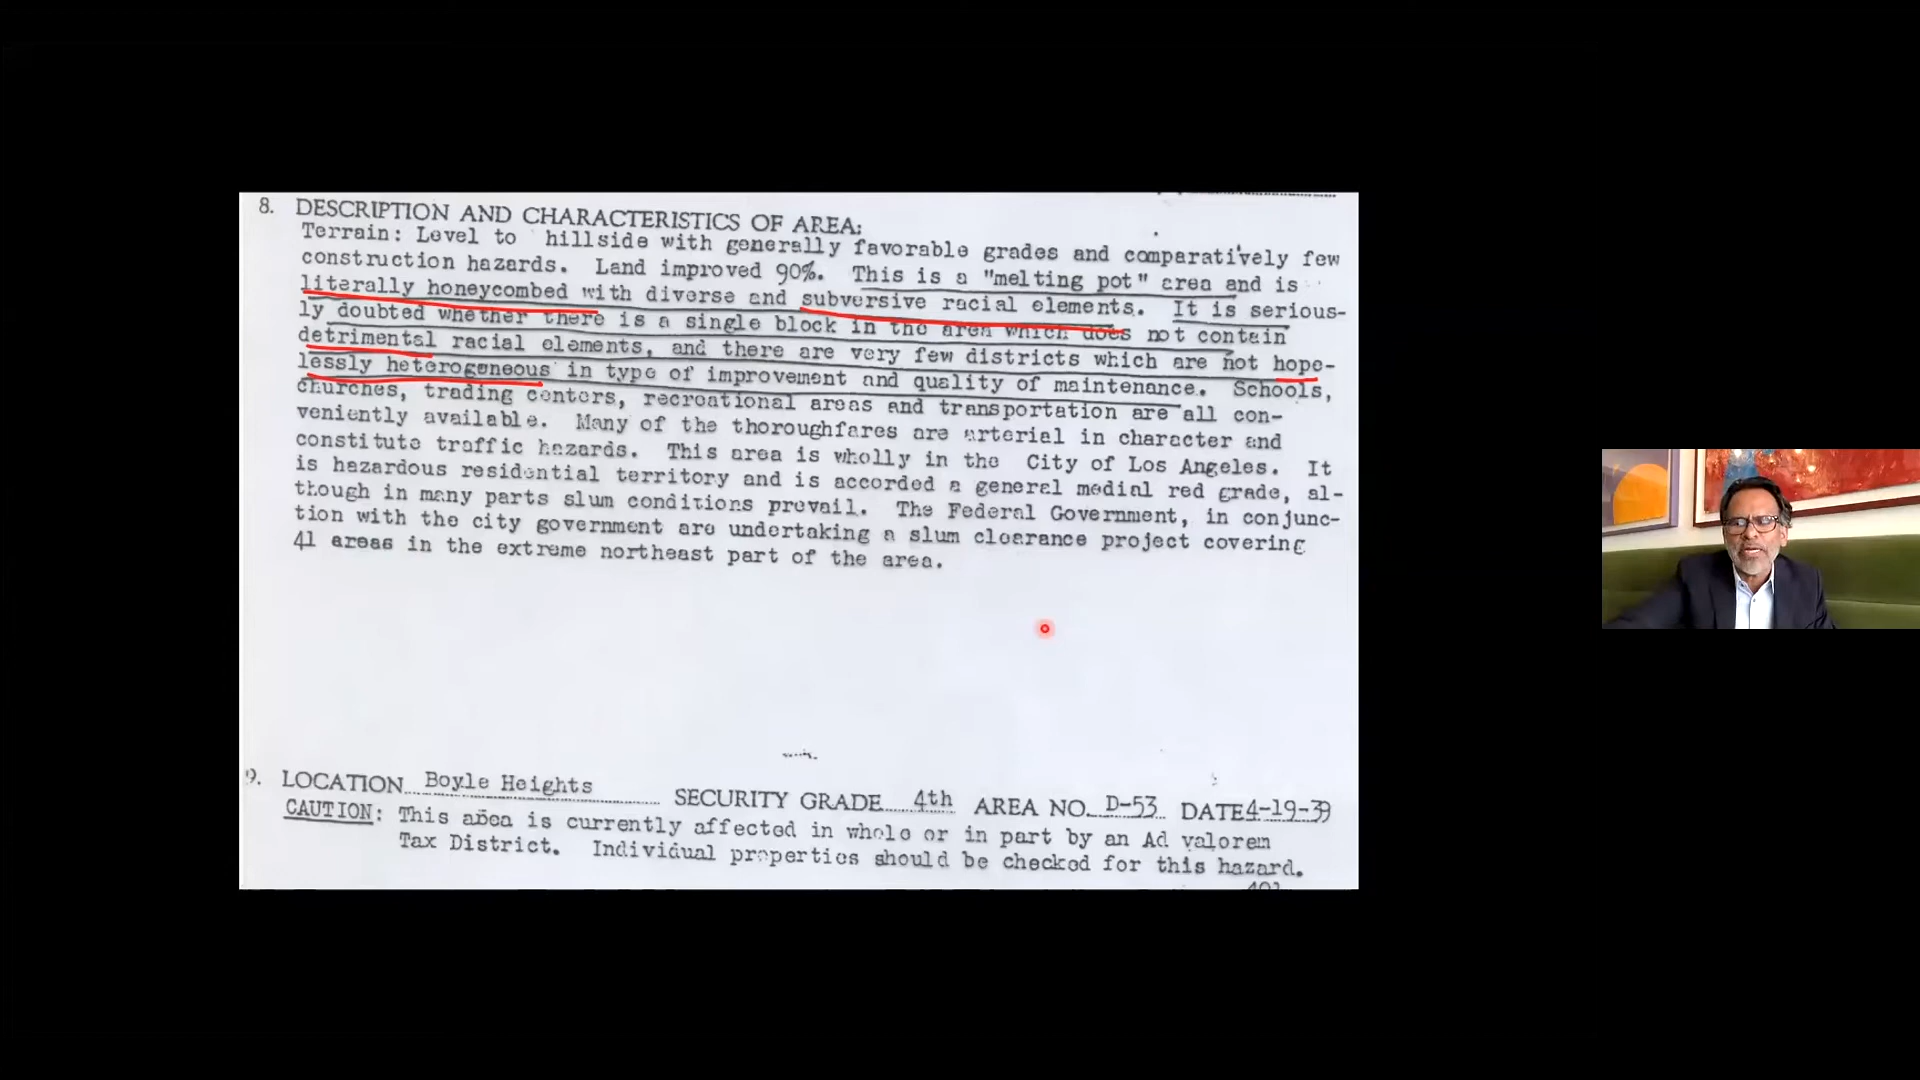 8. DESCRIPTION AND CHARACTERISTICS OF AREA:
Terrain: Level to hillside with generally favorable grades and comparatively few
construction hazards. Land improved 90%. This is a "melting pot" area and is
literally honeycombed with diverse and subversive racial elements. It is serious-
ly doubted whether there is a single block in the area which does not contain
detrimental racial elements, and there are very few districts which are not hope-
lessly heterogeneous in type of improvement and quality of maintenance. Schools,
churches, trading centers, recreational areas and transportation are all con-
veniently available. Many of the thoroughfares are arterial in character and
constitute traffic hazards. This area is wholly in the City of Los Angeles. It
is hazardous residential territory and is accorded a general medial red grade, al-
though in many parts slum conditions prevail. The Federal Government, in conjunc-
tion with the city government are undertaking a slum clearance project covering
41 areas in the extreme northeast part of the area.
9. LOCATION Boyle Heights SECURITY GRADE 4th AREA NO. D-53 DATE 4-19-39
CAUTION: This area is currently affected in whole or in part by an Ad valorem
Tax District. Individual properties should be checked for this hazard.